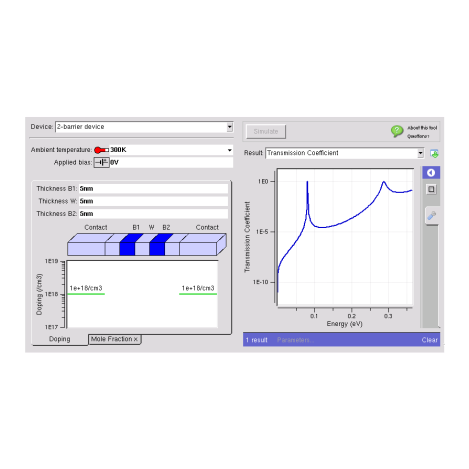 Device: 2-barrier device
Ambient temperature: 300K
Applied bias: 0V
Thickness B1: 5nm
Thickness W: 5nm
Thickness B2: 5nm
Contact B1 W B2 Contact
1E19
1E18
1E17
Doping (/cm3)
1e+18/cm3 1e+18/cm3
Doping Mole Fraction x
Simulate
About this tool
Questions?
Result: Transmission Coefficient
1E0
1E-5
1E-10
Transmission Coefficient
0.1 0.2 0.3
Energy (eV)
1 result Parameters... Clear